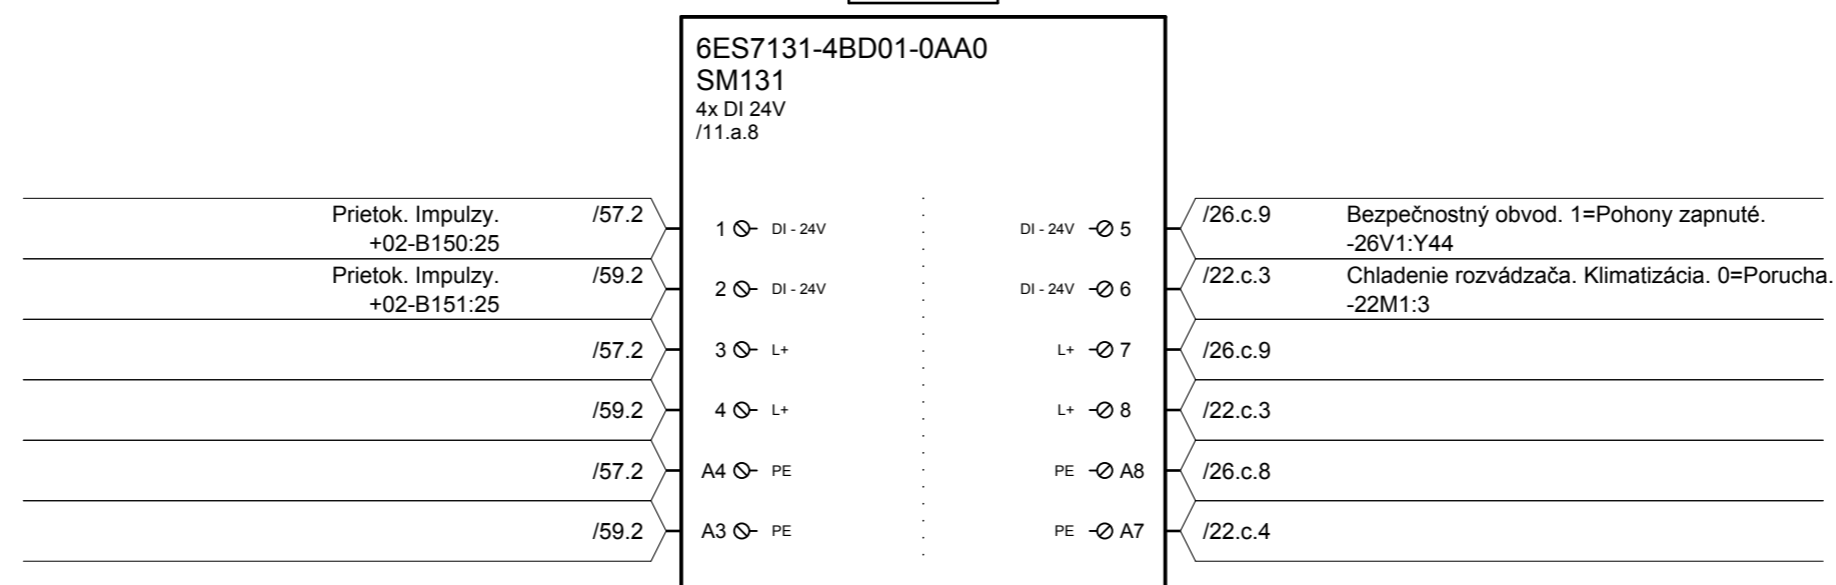 6ES7131-4BD01-0AA0
SM131
4x DI 24V
/11.a.8
Prietok. Impulzy. /57.2 1 DI - 24V DI - 24V 5 /26.c.9 Bezpečnostný obvod. 1=Pohony zapnuté.
+02-B150:25 -26V1:Y44
Prietok. Impulzy. /59.2 2 DI - 24V DI - 24V 6 /22.c.3 Chladenie rozvádzača. Klimatizácia. 0=Porucha.
+02-B151:25 -22M1:3
/57.2 3 L+ L+ 7 /26.c.9
/59.2 4 L+ L+ 8 /22.c.3
/57.2 A4 PE PE A8 /26.c.8
/59.2 A3 PE PE A7 /22.c.4